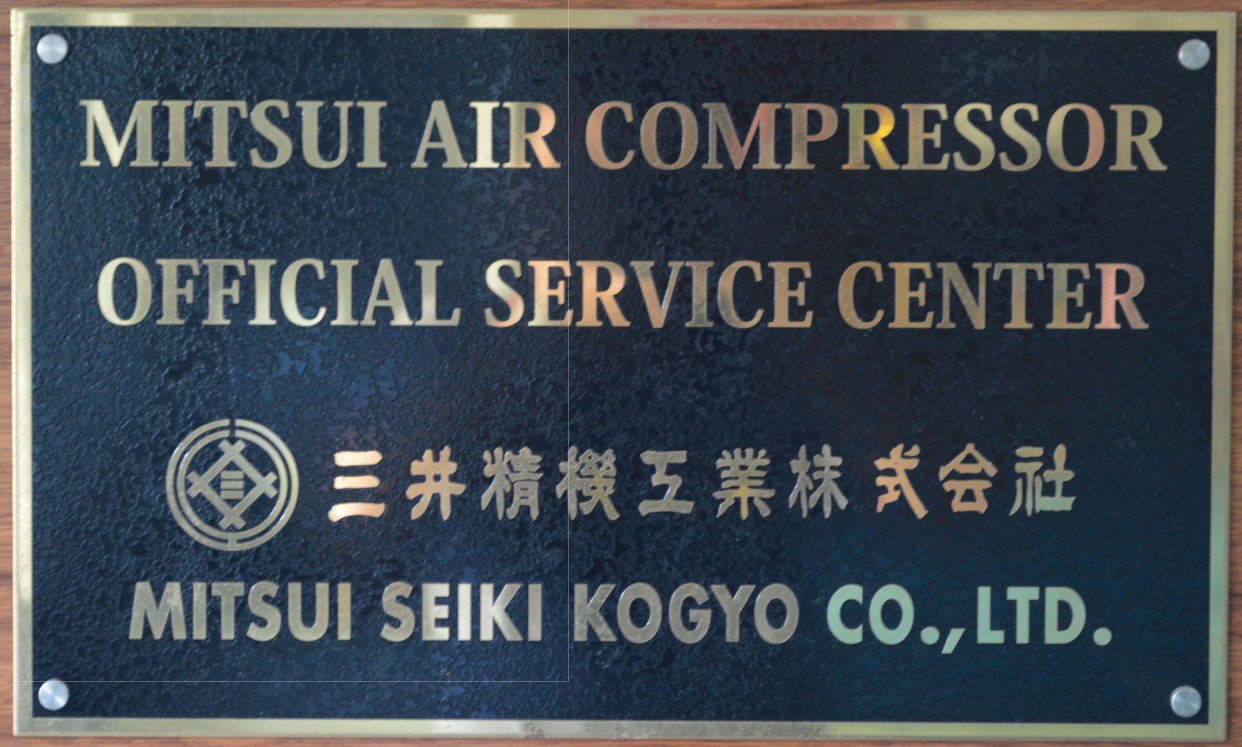 MITSUI AIR COMPRESSOR
OFFICIAL SERVICE CENTER
三井精機工業株式会社
MITSUI SEIKI KOGYO CO.,LTD.